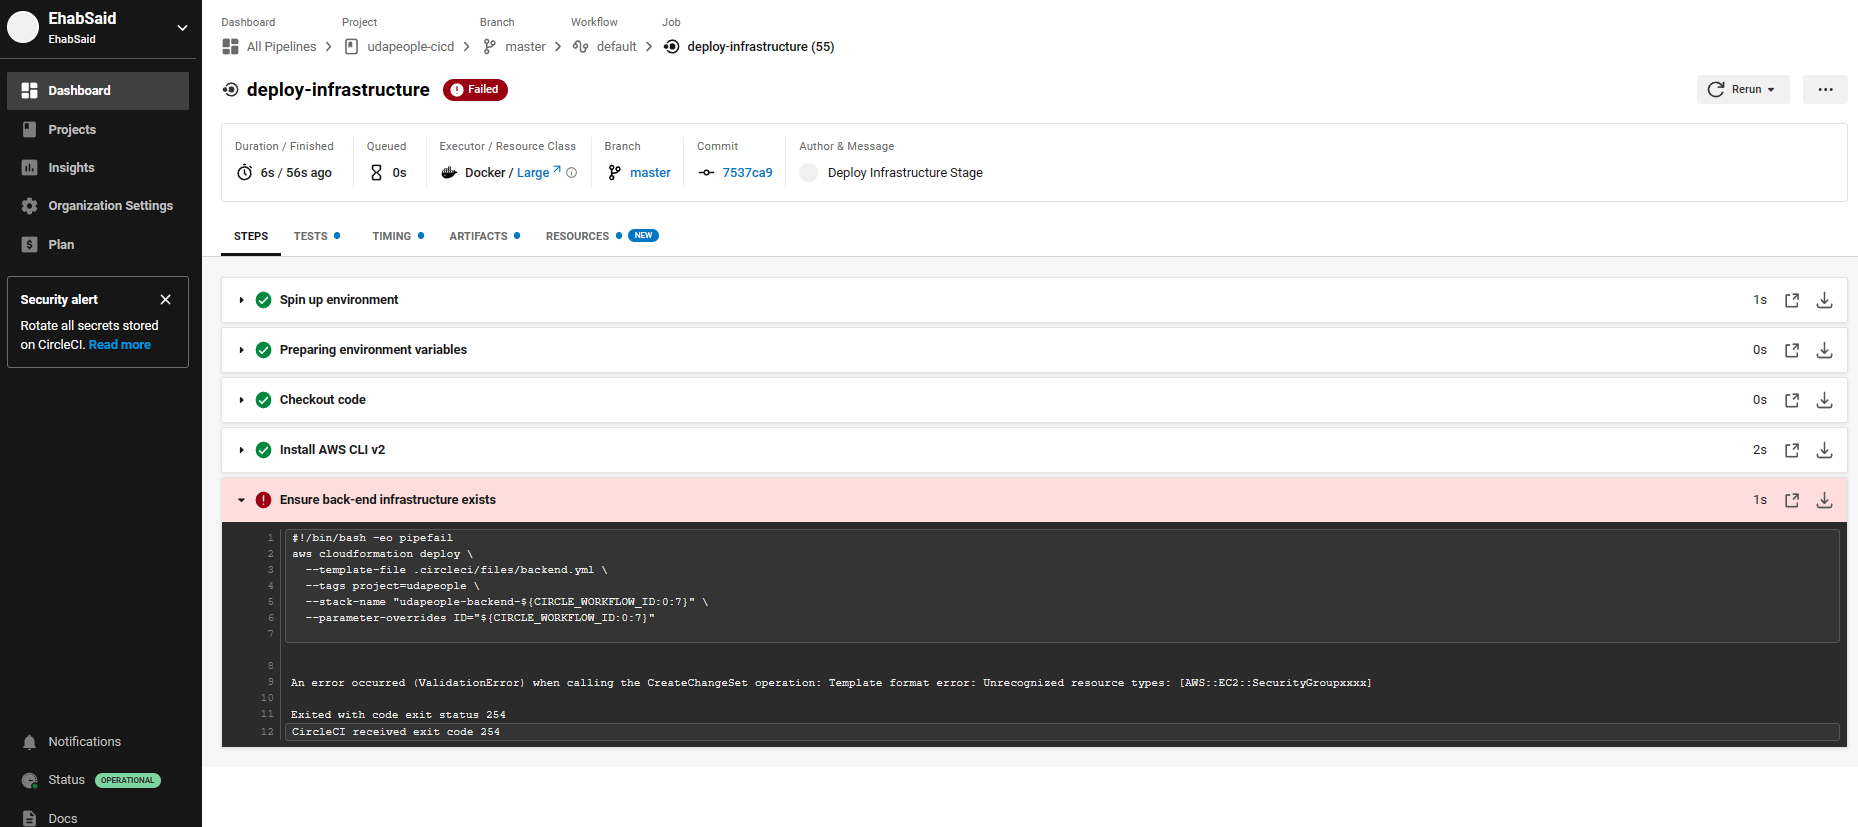 EhabSaid
EhabSaid
Dashboard
Projects
Insights
Organization Settings
Plan
Security alert
Rotate all secrets stored
on CircleCI. Read more
Notifications
Status OPERATIONAL
Docs
Dashboard Project Branch Workflow Job
All Pipelines udapeople-cicd master default deploy-infrastructure (55)
deploy-infrastructure Failed
Rerun
Duration / Finished Queued Executor / Resource Class Branch Commit Author & Message
6s / 56s ago 0s Docker / Large master 7537ca9 Deploy Infrastructure Stage
STEPS TESTS TIMING ARTIFACTS RESOURCES NEW
Spin up environment 1s
Preparing environment variables 0s
Checkout code 0s
Install AWS CLI v2 2s
Ensure back-end infrastructure exists 1s
1 #!/bin/bash -eo pipefail
2 aws cloudformation deploy \
3 --template-file .circleci/files/backend.yml \
4 --tags project=udapeople \
5 --stack-name "udapeople-backend-${CIRCLE_WORKFLOW_ID:0:7}" \
6 --parameter-overrides ID="${CIRCLE_WORKFLOW_ID:0:7}"
7
8
9 An error occurred (ValidationError) when calling the CreateChangeSet operation: Template format error: Unrecognized resource types: [AWS::EC2::SecurityGroupxxxx]
10
11 Exited with code exit status 254
12 CircleCI received exit code 254